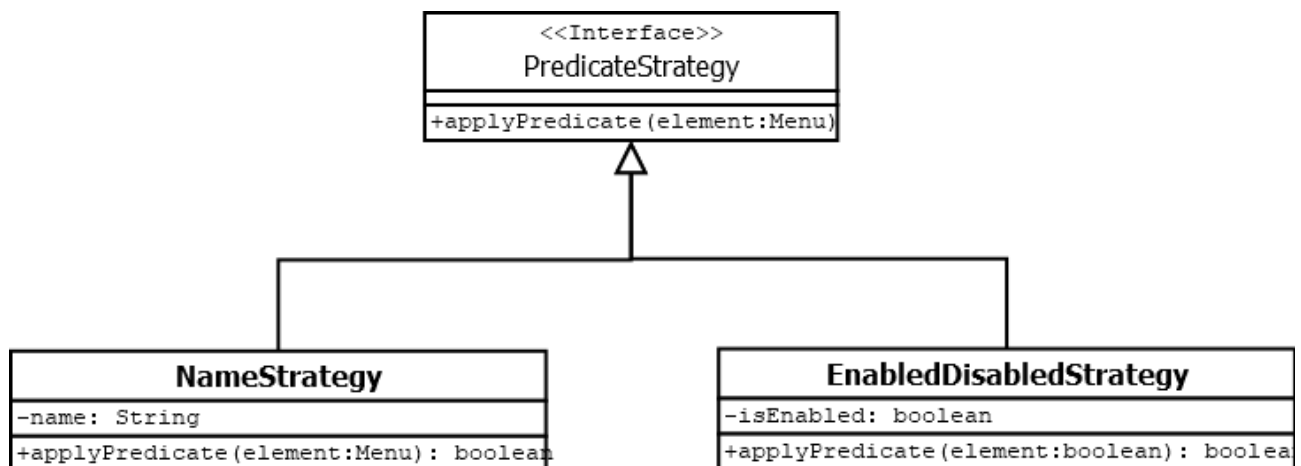 <<Interface>>
PredicateStrategy
+applyPredicate(element:Menu)
NameStrategy
-name: String
+applyPredicate(element:Menu): boolean
EnabledDisabledStrategy
-isEnabled: boolean
+applyPredicate(element:boolean): boolea